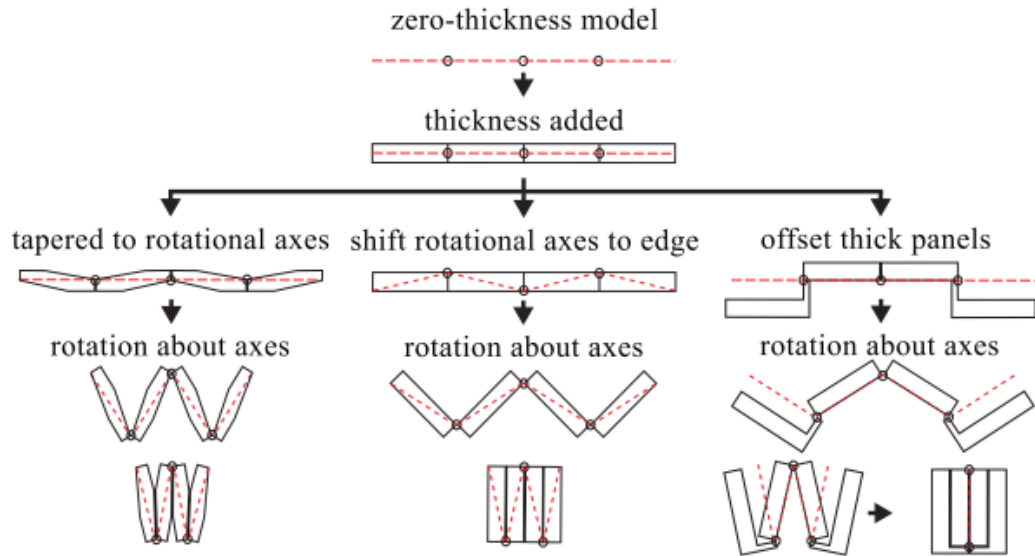 zero-thickness model
thickness added
tapered to rotational axes
shift rotational axes to edge
offset thick panels
rotation about axes
rotation about axes
rotation about axes